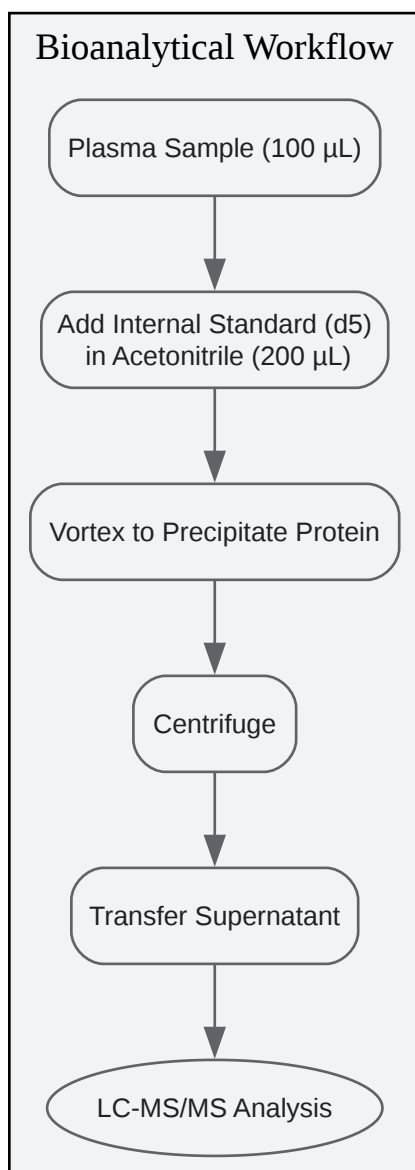 Bioanalytical Workflow
Plasma Sample (100 µL)
Add Internal Standard (d5)
in Acetonitrile (200 µL)
Vortex to Precipitate Protein
Centrifuge
Transfer Supernatant
LC-MS/MS Analysis